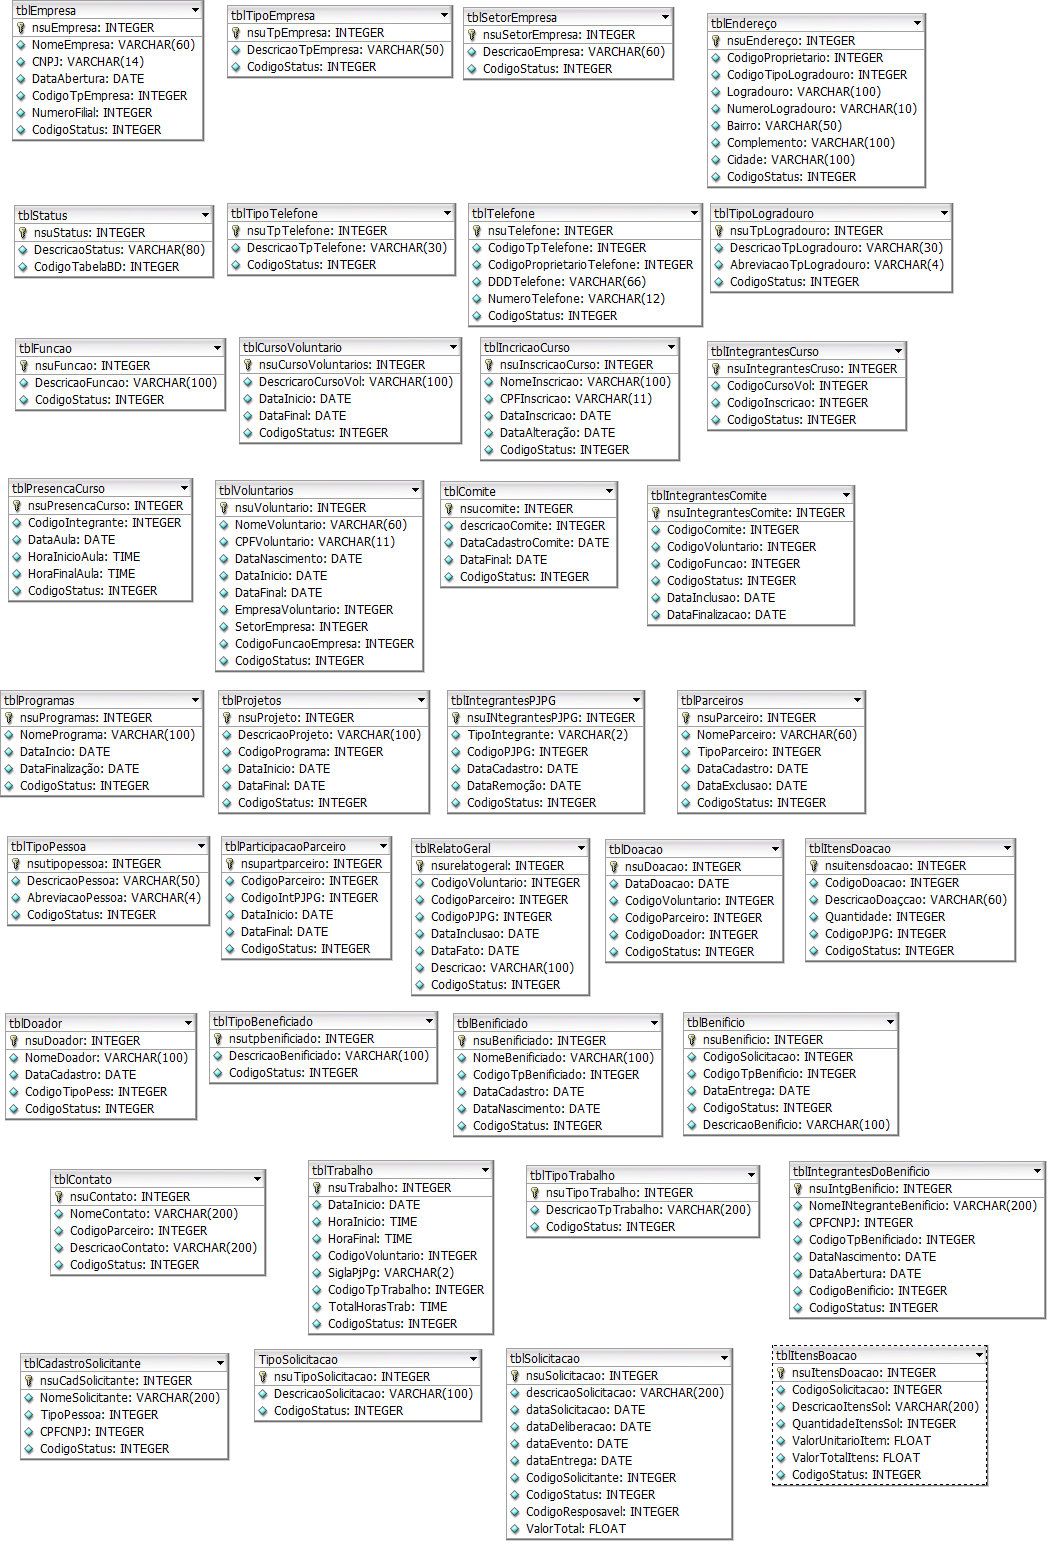 tblEmpresa
nsuEmpresa: INTEGER
NomeEmpresa: VARCHAR(60)
CNPJ: VARCHAR(14)
DataAbertura: DATE
CodigoTpEmpresa: INTEGER
NumeroFilial: INTEGER
CodigoStatus: INTEGER
tblTipoEmpresa
nsuTpEmpresa: INTEGER
DescricaoTpEmpresa: VARCHAR(50)
CodigoStatus: INTEGER
tblSetorEmpresa
nsuSetorEmpresa: INTEGER
DescricaoEmpresa: VARCHAR(60)
CodigoStatus: INTEGER
tblEndereço
nsuEndereço: INTEGER
CodigoProprietario: INTEGER
CodigoTipoLogradouro: INTEGER
Logradouro: VARCHAR(100)
NumeroLogradouro: VARCHAR(10)
Bairro: VARCHAR(50)
Complemento: VARCHAR(100)
Cidade: VARCHAR(100)
CodigoStatus: INTEGER
tblStatus
nsuStatus: INTEGER
DescricaoStatus: VARCHAR(80)
CodigoTabelaBD: INTEGER
tblTipoTelefone
nsuTpTelefone: INTEGER
DescricaoTpTelefone: VARCHAR(30)
CodigoStatus: INTEGER
tblTelefone
nsuTelefone: INTEGER
CodigoTpTelefone: INTEGER
CodigoProprietarioTelefone: INTEGER
DDDTelefone: VARCHAR(66)
NumeroTelefone: VARCHAR(12)
CodigoStatus: INTEGER
tblTipoLogradouro
nsuTpLogradouro: INTEGER
DescricaoTpLogradouro: VARCHAR(30)
AbreviacaoTpLogradouro: VARCHAR(4)
CodigoStatus: INTEGER
tblFuncao
nsuFuncao: INTEGER
DescricaoFuncao: VARCHAR(100)
CodigoStatus: INTEGER
tblCursoVoluntario
nsuCursoVoluntarios: INTEGER
DescricaroCursoVol: VARCHAR(100)
DataInicio: DATE
DataFinal: DATE
CodigoStatus: INTEGER
tblIncricaoCurso
nsuInscricaoCurso: INTEGER
NomeInscricao: VARCHAR(100)
CPFInscricao: VARCHAR(11)
DataInscricao: DATE
DataAlteração: DATE
CodigoStatus: INTEGER
tblIntegrantesCurso
nsuIntegrantesCruso: INTEGER
CodigoCursoVol: INTEGER
CodigoInscricao: INTEGER
CodigoStatus: INTEGER
tblPresencaCurso
nsuPresencaCurso: INTEGER
CodigoIntegrante: INTEGER
DataAula: DATE
HoraInicioAula: TIME
HoraFinalAula: TIME
CodigoStatus: INTEGER
tblVoluntarios
nsuVoluntario: INTEGER
NomeVoluntario: VARCHAR(60)
CPFVoluntario: VARCHAR(11)
DataNascimento: DATE
DataInicio: DATE
DataFinal: DATE
EmpresaVoluntario: INTEGER
SetorEmpresa: INTEGER
CodigoFuncaoEmpresa: INTEGER
CodigoStatus: INTEGER
tblComite
nsucomite: INTEGER
descricaoComite: INTEGER
DataCadastroComite: DATE
DataFinal: DATE
CodigoStatus: INTEGER
tblIntegrantesComite
nsuIntegrantesComite: INTEGER
CodigoComite: INTEGER
CodigoVoluntario: INTEGER
CodigoFuncao: INTEGER
CodigoStatus: INTEGER
DataInclusao: DATE
DataFinalizacao: DATE
tblProgramas
nsuProgramas: INTEGER
NomePrograma: VARCHAR(100)
DataIncio: DATE
DataFinalização: DATE
CodigoStatus: INTEGER
tblProjetos
nsuProjeto: INTEGER
DescricaoProjeto: VARCHAR(100)
CodigoPrograma: INTEGER
DataInicio: DATE
DataFinal: DATE
CodigoStatus: INTEGER
tblIntegrantesPJPG
nsuINtegrantesPJPG: INTEGER
TipoIntegrante: VARCHAR(2)
CodigoPJPG: INTEGER
DataCadastro: DATE
DataRemoção: DATE
CodigoStatus: INTEGER
tblParceiros
nsuParceiro: INTEGER
NomeParceiro: VARCHAR(60)
TipoParceiro: INTEGER
DataCadastro: DATE
DataExclusao: DATE
CodigoStatus: INTEGER
tblTipoPessoa
nsutipopessoa: INTEGER
DescricaoPessoa: VARCHAR(50)
AbreviacaoPessoa: VARCHAR(4)
CodigoStatus: INTEGER
tblParticipacaoParceiro
nsupartparceiro: INTEGER
CodigoParceiro: INTEGER
CodigoIntPJPG: INTEGER
DataInicio: DATE
DataFinal: DATE
CodigoStatus: INTEGER
tblRelatoGeral
nsurelatogeral: INTEGER
CodigoVoluntario: INTEGER
CodigoParceiro: INTEGER
CodigoPJPG: INTEGER
DataInclusao: DATE
DataFato: DATE
Descricao: VARCHAR(100)
CodigoStatus: INTEGER
tblDoacao
nsuDoacao: INTEGER
DataDoacao: DATE
CodigoVoluntario: INTEGER
CodigoParceiro: INTEGER
CodigoDoador: INTEGER
CodigoStatus: INTEGER
tblItensDoacao
nsuitensdoacao: INTEGER
CodigoDoacao: INTEGER
DescricaoDoaçcao: VARCHAR(60)
Quantidade: INTEGER
CodigoPJPG: INTEGER
CodigoStatus: INTEGER
tblDoador
nsuDoador: INTEGER
NomeDoador: VARCHAR(100)
DataCadastro: DATE
CodigoTipoPess: INTEGER
CodigoStatus: INTEGER
tblTipoBeneficiado
nsutpbenificiado: INTEGER
DescricaoBenificiado: VARCHAR(100)
CodigoStatus: INTEGER
tblBenificiado
nsuBenificiado: INTEGER
NomeBenificiado: VARCHAR(100)
CodigoTpBenificiado: INTEGER
DataCadastro: DATE
DataNascimento: DATE
CodigoStatus: INTEGER
tblBenificio
nsuBenificio: INTEGER
CodigoSolicitacao: INTEGER
CodigoTpBenificio: INTEGER
DataEntrega: DATE
CodigoStatus: INTEGER
DescricaoBenificio: VARCHAR(100)
tblContato
nsuContato: INTEGER
NomeContato: VARCHAR(200)
CodigoParceiro: INTEGER
DescricaoContato: VARCHAR(200)
CodigoStatus: INTEGER
tblTrabalho
nsuTrabalho: INTEGER
DataInicio: DATE
HoraInicio: TIME
HoraFinal: TIME
CodigoVoluntario: INTEGER
SiglaPjPg: VARCHAR(2)
CodigoTpTrabalho: INTEGER
TotalHorasTrab: TIME
CodigoStatus: INTEGER
tblTipoTrabalho
nsuTipoTrabalho: INTEGER
DescricaoTpTrabalho: VARCHAR(200)
CodigoStatus: INTEGER
tblIntegrantesDoBenificio
nsuIntgBenificio: INTEGER
NomeINtegranteBenificio: VARCHAR(200)
CPFCNPJ: INTEGER
CodigoTpBenificiado: INTEGER
DataNascimento: DATE
DataAbertura: DATE
CodigoBenificio: INTEGER
CodigoStatus: INTEGER
tblCadastroSolicitante
nsuCadSolicitante: INTEGER
NomeSolicitante: VARCHAR(200)
TipoPessoa: INTEGER
CPFCNPJ: INTEGER
CodigoStatus: INTEGER
TipoSolicitacao
nsuTipoSolicitacao: INTEGER
DescricaoSolicitacao: VARCHAR(100)
CodigoStatus: INTEGER
tblSolicitacao
nsuSolicitacao: INTEGER
descricaoSolicitacao: VARCHAR(200)
dataSolicitacao: DATE
dataDeliberacao: DATE
dataEvento: DATE
dataEntrega: DATE
CodigoSolicitante: INTEGER
CodigoStatus: INTEGER
CodigoResposavel: INTEGER
ValorTotal: FLOAT
tblItensBoacao
nsuItensDoacao: INTEGER
CodigoSolicitacao: INTEGER
DescricaoItensSol: VARCHAR(200)
QuantidadeItensSol: INTEGER
ValorUnitarioItem: FLOAT
ValorTotalItens: FLOAT
CodigoStatus: INTEGER